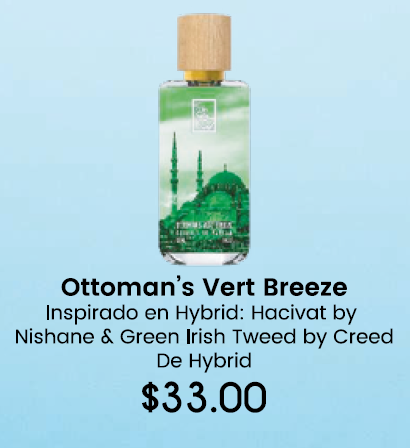 Ottoman's Vert Breeze
Inspirado en Hybrid: Hacivat by
Nishane & Green Irish Tweed by Creed
De Hybrid
$33.00